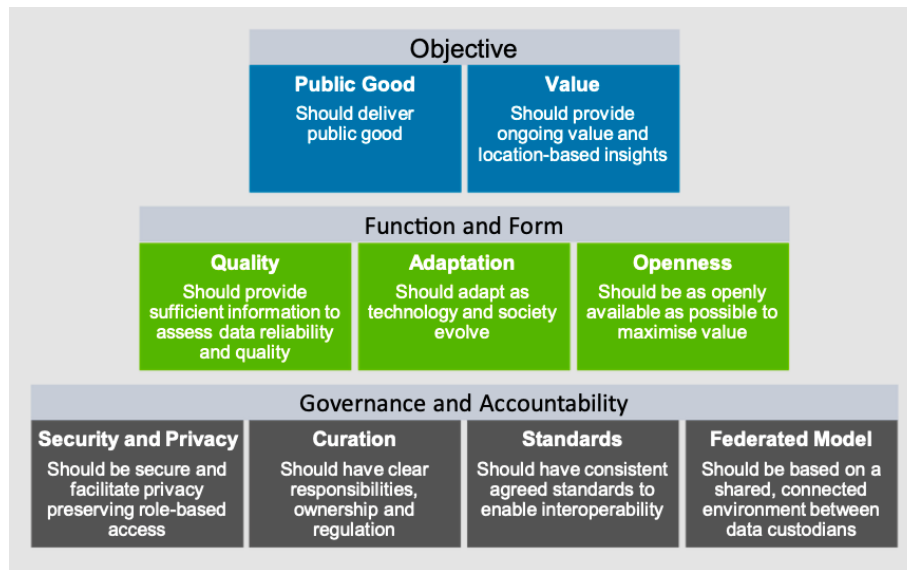 Objective
Public Good
Should deliver
public good
Value
Should provide
ongoing value and
location-based insights
Function and Form
Quality
Should provide
sufficient information to
assess data reliability
and quality
Adaptation
Should adapt as
technology and society
evolve
Openness
Should be as openly
available as possible to
maximise value
Governance and Accountability
Security and Privacy
Should be secure and
facilitate privacy
preserving role-based
access
Curation
Should have clear
responsibilities,
ownership and
regulation
Standards
Should have consistent
agreed standards to
enable interoperability
Federated Model
Should be based on a
shared, connected
environment between
data custodians